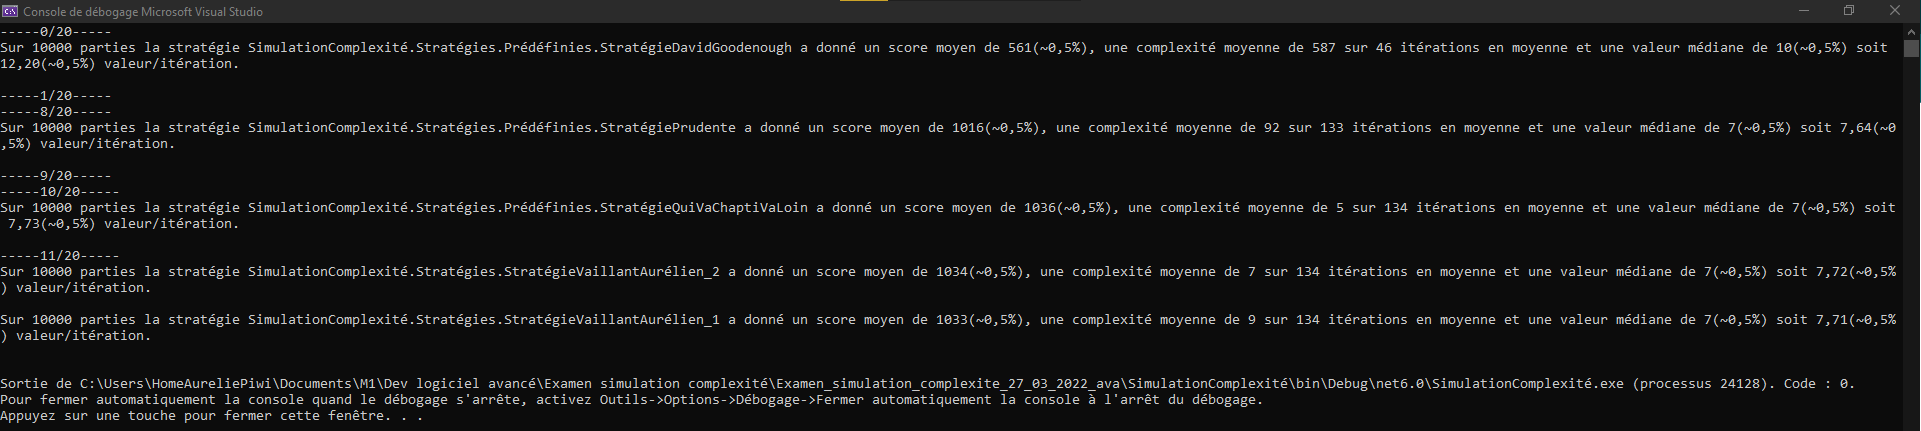 Console de débogage Microsoft Visual Studio
-----0/20-----
Sur 10000 parties la stratégie SimulationComplexité.Stratégies.Prédéfinies.StratégieDavidGoodenough a donné un score moyen de 561(~0,5%), une complexité moyenne de 587 sur 46 itérations en moyenne et une valeur médiane de 10(~0,5%) soit
12,20(~0,5%) valeur/itération.
-----1/20-----
-----8/20-----
Sur 10000 parties la stratégie SimulationComplexité.Stratégies.Prédéfinies.StratégiePrudente a donné un score moyen de 1016(~0,5%), une complexité moyenne de 92 sur 133 itérations en moyenne et une valeur médiane de 7(~0,5%) soit 7,64(~0
,5%) valeur/itération.
-----9/20-----
-----10/20-----
Sur 10000 parties la stratégie SimulationComplexité.Stratégies.Prédéfinies.StratégieQuiVaChaptiVaLoin a donné un score moyen de 1036(~0,5%), une complexité moyenne de 5 sur 134 itérations en moyenne et une valeur médiane de 7(~0,5%) soit
7,73(~0,5%) valeur/itération.
-----11/20-----
Sur 10000 parties la stratégie SimulationComplexité.Stratégies.StratégieVaillantAurélien_2 a donné un score moyen de 1034(~0,5%), une complexité moyenne de 7 sur 134 itérations en moyenne et une valeur médiane de 7(~0,5%) soit 7,72(~0,5%
) valeur/itération.
Sur 10000 parties la stratégie SimulationComplexité.Stratégies.StratégieVaillantAurélien_1 a donné un score moyen de 1033(~0,5%), une complexité moyenne de 9 sur 134 itérations en moyenne et une valeur médiane de 7(~0,5%) soit 7,71(~0,5%
) valeur/itération.
Sortie de C:\Users\HomeAureliePiwi\Documents\M1\Dev logiciel avancé\Examen simulation complexité\Examen_simulation_complexite_27_03_2022_ava\SimulationComplexité\bin\Debug\net6.0\SimulationComplexité.exe (processus 24128). Code : 0.
Pour fermer automatiquement la console quand le débogage s'arrête, activez Outils->Options->Débogage->Fermer automatiquement la console à l'arrêt du débogage.
Appuyez sur une touche pour fermer cette fenêtre. . .